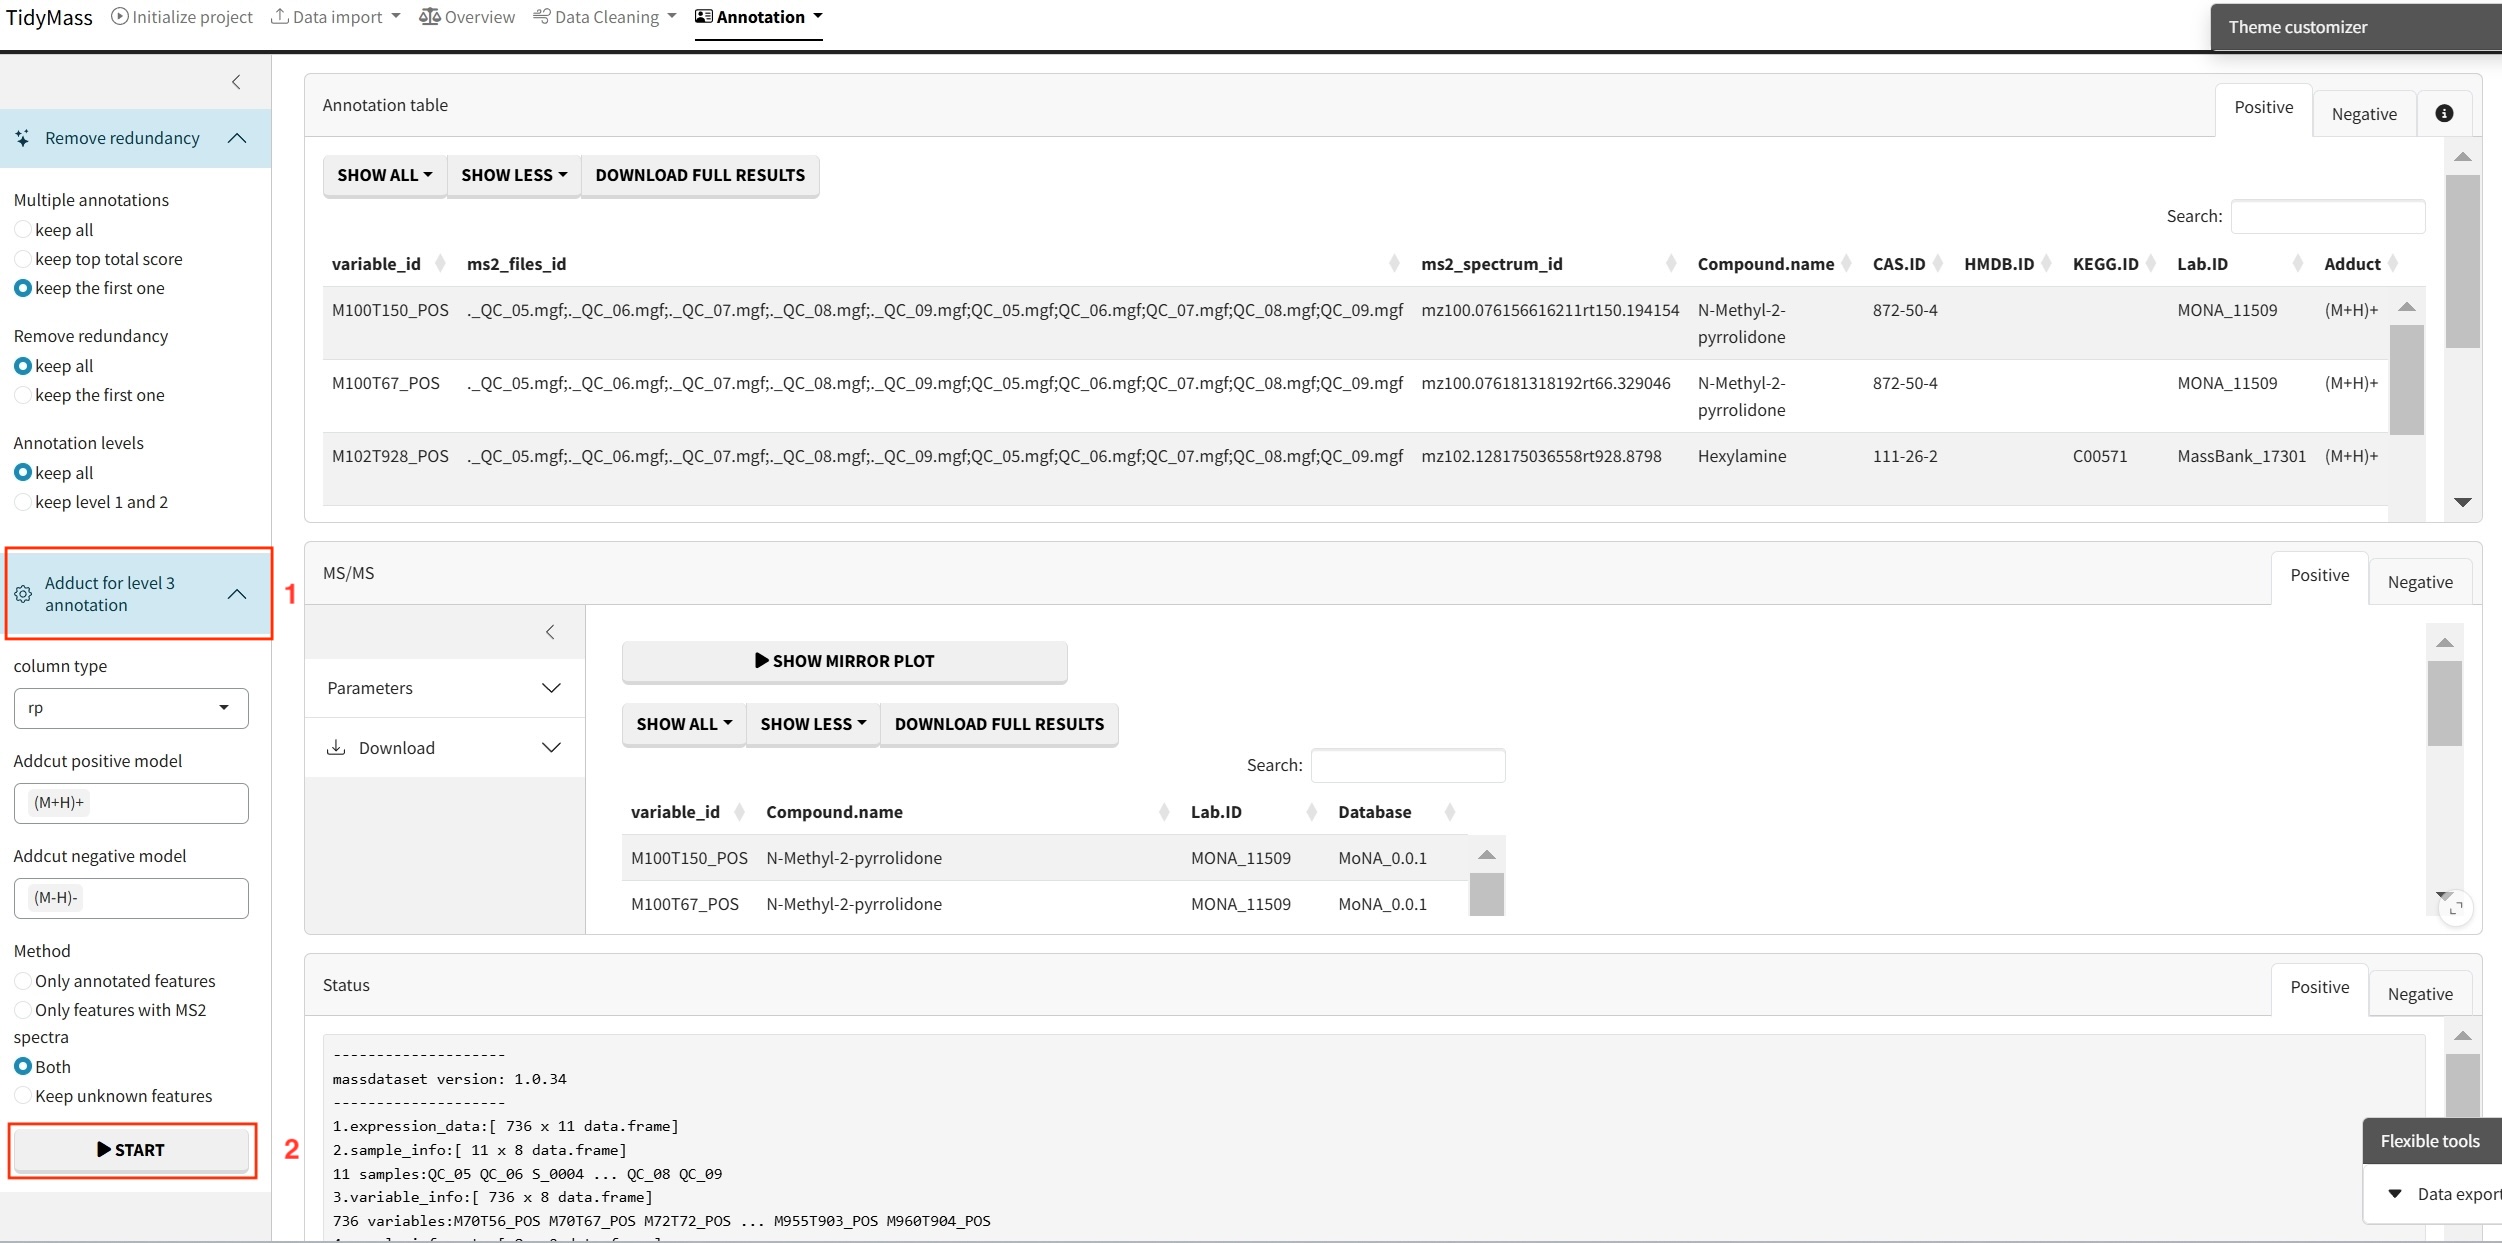 TidyMass Initialize project Data import Overview Data Cleaning Annotation
Theme customizer
Remove redundancy
Multiple annotations
keep all
keep top total score
keep the first one
Remove redundancy
keep all
keep the first one
Annotation levels
keep all
keep level 1 and 2
Adduct for level 3
annotation
1
column type
rp
Addcut positive model
(M+H)+
Addcut negative model
(M-H)-
Method
Only annotated features
Only features with MS2
spectra
Both
Keep unknown features
START
2
Annotation table
Positive Negative
SHOW ALL SHOW LESS DOWNLOAD FULL RESULTS
Search:
variable_id ms2_files_id ms2_spectrum_id Compound.name CAS.ID HMDB.ID KEGG.ID Lab.ID Adduct
M100T150_POS ._QC_05.mgf;._QC_06.mgf;._QC_07.mgf;._QC_08.mgf;._QC_09.mgf;QC_05.mgf;QC_06.mgf;QC_07.mgf;QC_08.mgf;QC_09.mgf mz100.076156616211rt150.194154 N-Methyl-2- 872-50-4 MONA_11509 (M+H)+
pyrrolidone
M100T67_POS ._QC_05.mgf;._QC_06.mgf;._QC_07.mgf;._QC_08.mgf;._QC_09.mgf;QC_05.mgf;QC_06.mgf;QC_07.mgf;QC_08.mgf;QC_09.mgf mz100.076181318192rt66.329046 N-Methyl-2- 872-50-4 MONA_11509 (M+H)+
pyrrolidone
M102T928_POS ._QC_05.mgf;._QC_06.mgf;._QC_07.mgf;._QC_08.mgf;._QC_09.mgf;QC_05.mgf;QC_06.mgf;QC_07.mgf;QC_08.mgf;QC_09.mgf mz102.128175036558rt928.8798 Hexylamine 111-26-2 C00571 MassBank_17301 (M+H)+
MS/MS
Positive Negative
Parameters
Download
SHOW MIRROR PLOT
SHOW ALL SHOW LESS DOWNLOAD FULL RESULTS
Search:
variable_id Compound.name Lab.ID Database
M100T150_POS N-Methyl-2-pyrrolidone MONA_11509 MoNA_0.0.1
M100T67_POS N-Methyl-2-pyrrolidone MONA_11509 MoNA_0.0.1
Status
Positive Negative
--------------------
massdataset version: 1.0.34
--------------------
1.expression_data:[ 736 x 11 data.frame]
2.sample_info:[ 11 x 8 data.frame]
11 samples:QC_05 QC_06 S_0004 ... QC_08 QC_09
3.variable_info:[ 736 x 8 data.frame]
736 variables:M70T56_POS M70T67_POS M72T72_POS ... M955T903_POS M960T904_POS
Flexible tools
Data export